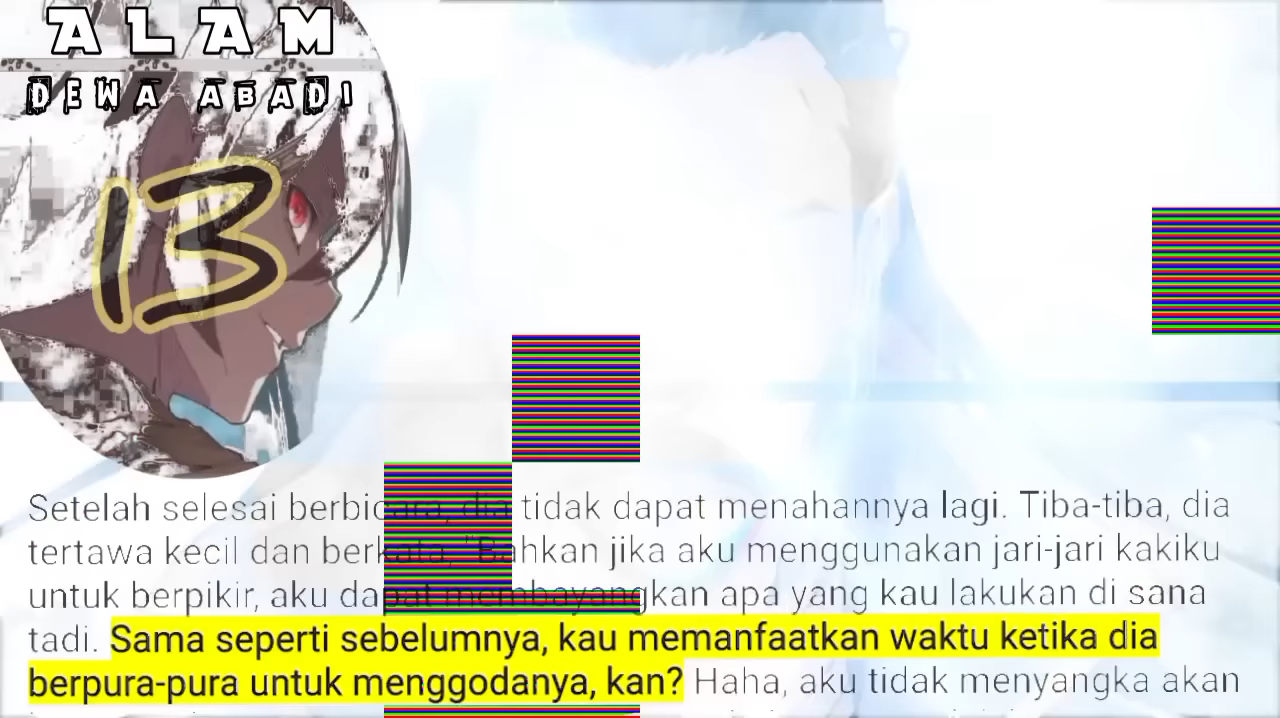 ALAM
DEWA ABADI
13
Setelah selesai berbicara, dia tidak dapat menahannya lagi. Tiba-tiba, dia
tertawa kecil dan berkata, "Bahkan jika aku menggunakan jari-jari kakiku
untuk berpikir, aku dapat membayangkan apa yang kau lakukan di sana
tadi. Sama seperti sebelumnya, kau memanfaatkan waktu ketika dia
berpura-pura untuk menggodanya, kan? Haha, aku tidak menyangka akan